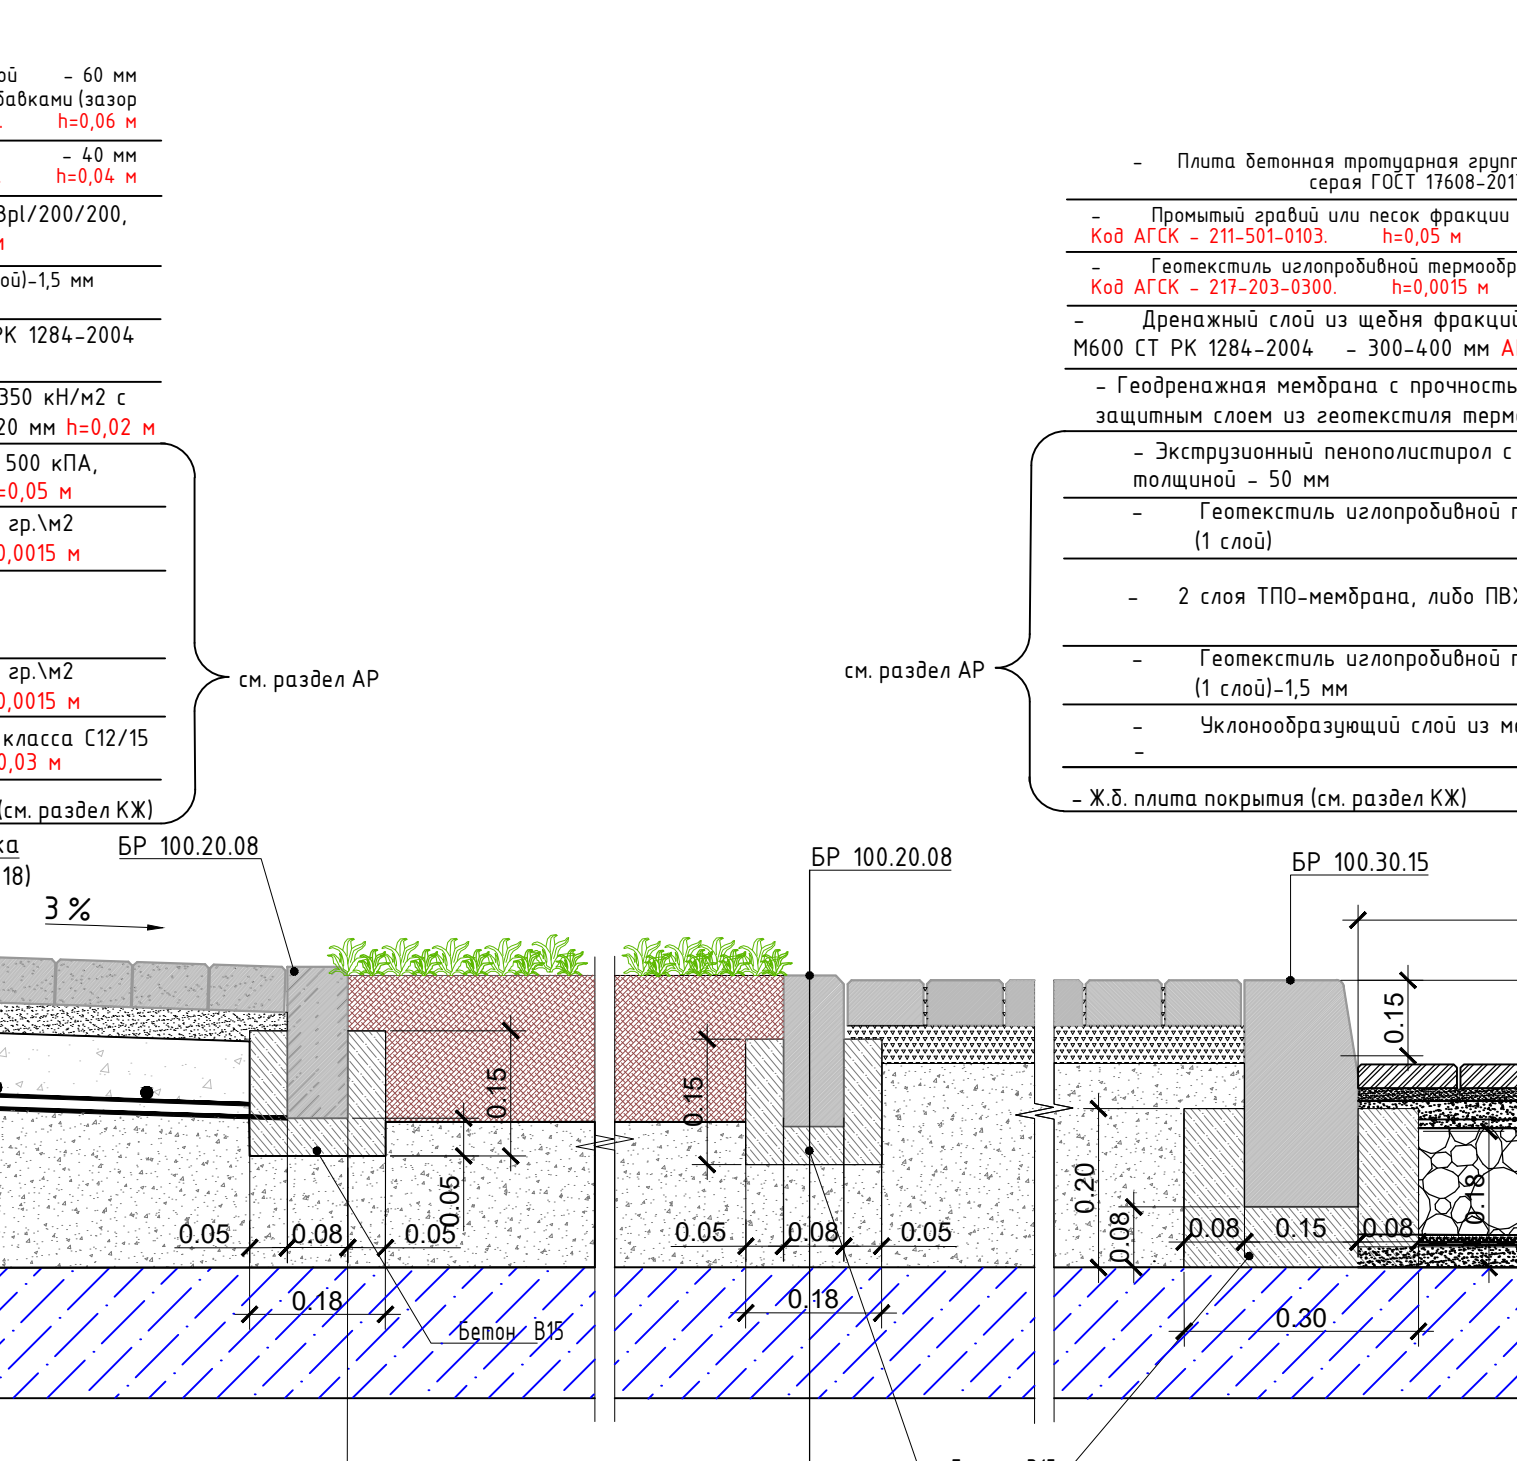 ой - 60 мм
бавками (зазор
h=0,06 м
- 40 мм
h=0,04 м
Bpl/200/200,
м
ой)-1,5 мм
РК 1284-2004
350 кН/м2 с
20 мм h=0,02 м
500 кПА,
=0,05 м
гр.\м2
0,0015 м
гр.\м2
0,0015 м
см. раздел АР
класса С12/15
0,03 м
(см. раздел КЖ)
- Плита бетонная тротуарная групп
серая ГОСТ 17608-2017
- Промытый гравий или песок фракции
Код АГСК - 211-501-0103. h=0,05 м
- Геотекстиль иглопробивной термообр
Код АГСК - 217-203-0300. h=0,0015 м
- Дренажный слой из щебня фракций
М600 СТ РК 1284-2004 - 300-400 мм А
- Геодренажная мембрана с прочность
защитным слоем из геотекстиля терм
- Экструзионный пенополистирол с
толщиной - 50 мм
- Геотекстиль иглопробивной п
(1 слой)
- 2 слоя ТПО-мембрана, либо ПВХ
см. раздел АР
- Геотекстиль иглопробивной п
(1 слой)-1,5 мм
- Уклонообразующий слой из м
-
- Ж.б. плита покрытия (см. раздел КЖ)
ка
18)
БР 100.20.08
БР 100.20.08
БР 100.30.15
3 %
0.15
0.05
0.05
0.08
0.05
0.18
Бетон В15
0.15
0.05
0.08
0.05
0.18
0.15
0.20
0.08
0.08
0.15
0.08
0.18
0.30